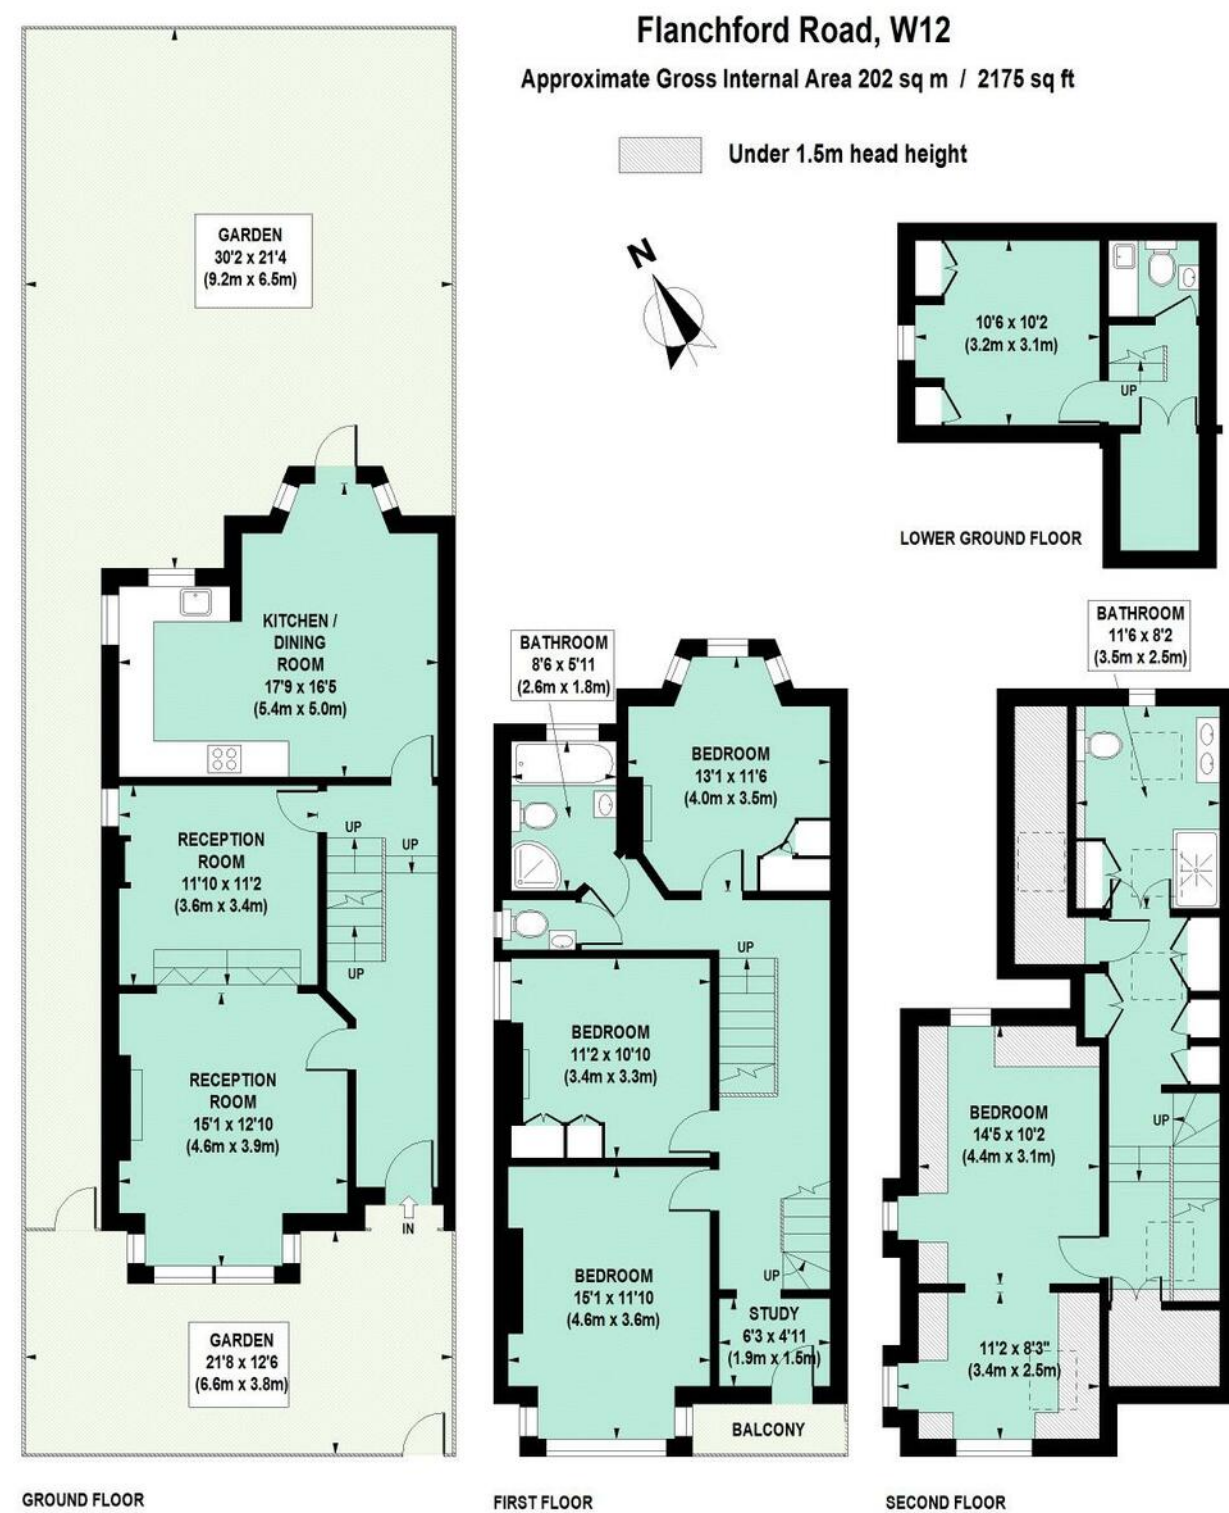 Flanchford Road, W12
Approximate Gross Internal Area 202 sq m / 2175 sq ft
Under 1.5m head height
N
GARDEN
30'2 x 21'4
(9.2m x 6.5m)
KITCHEN /
DINING
ROOM
17'9 x 16'5
(5.4m x 5.0m)
RECEPTION
ROOM
11'10 x 11'2
(3.6m x 3.4m)
UP
UP
UP
RECEPTION
ROOM
15'1 x 12'10
(4.6m x 3.9m)
IN
GARDEN
21'8 x 12'6
(6.6m x 3.8m)
GROUND FLOOR
BATHROOM
8'6 x 5'11
(2.6m x 1.8m)
BEDROOM
13'1 x 11'6
(4.0m x 3.5m)
UP
BEDROOM
11'2 x 10'10
(3.4m x 3.3m)
BEDROOM
15'1 x 11'10
(4.6m x 3.6m)
UP
STUDY
6'3 x 4'11
(1.9m x 1.5m)
BALCONY
FIRST FLOOR
10'6 x 10'2
(3.2m x 3.1m)
UP
LOWER GROUND FLOOR
BATHROOM
11'6 x 8'2
(3.5m x 2.5m)
BEDROOM
14'5 x 10'2
(4.4m x 3.1m)
UP
11'2 x 8'3"
(3.4m x 2.5m)
SECOND FLOOR